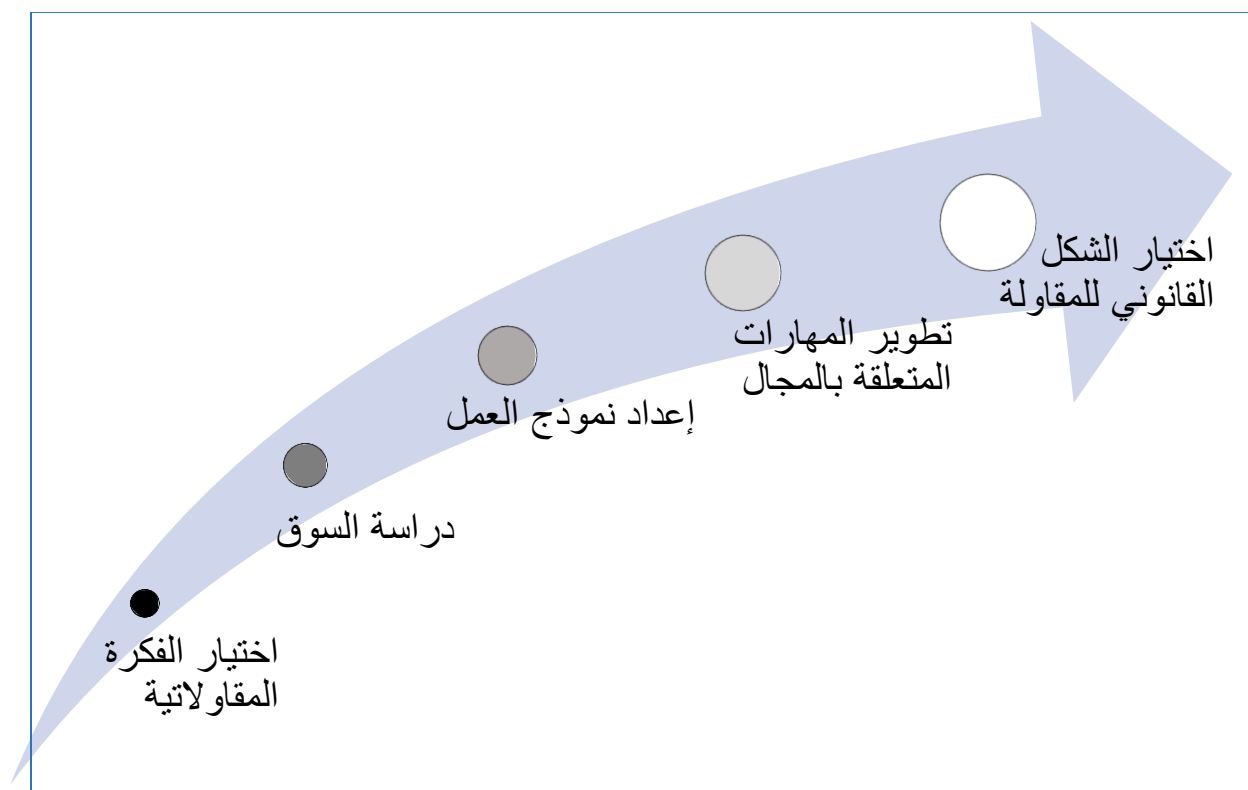 اختيار الفكرة
المقاولاتية
دراسة السوق
إعداد نموذج العمل
تطوير المهارات
المتعلقة بالمجال
اختيار الشكل
القانوني للمقاولة